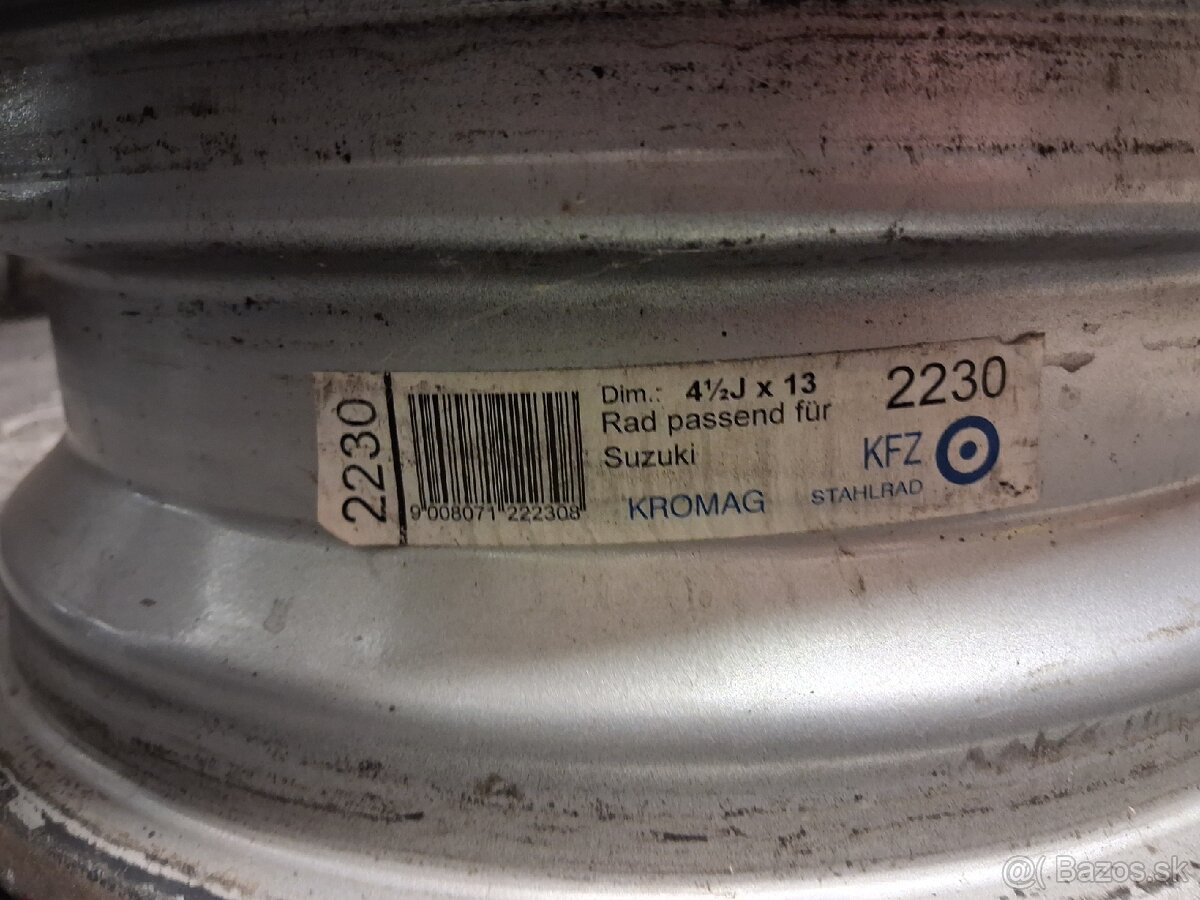 2230
9 008071 222308
Dim.: 4½J x 13
Rad passend für
Suzuki
KROMAG
2230
KFZ
STAHLRAD
@( Bazos.sk